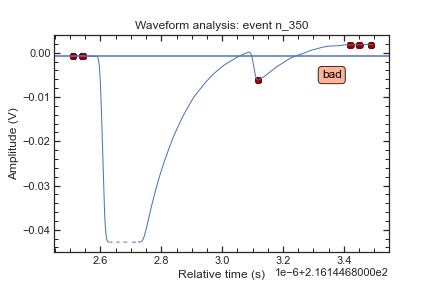 Waveform analysis: event n_350
0.00
−0.01
−0.02
−0.03
−0.04
Amplitude (V)
bad
2.6
2.8
3.0
3.2
3.4
Relative time (s)
1e−6+2.1614468000e2